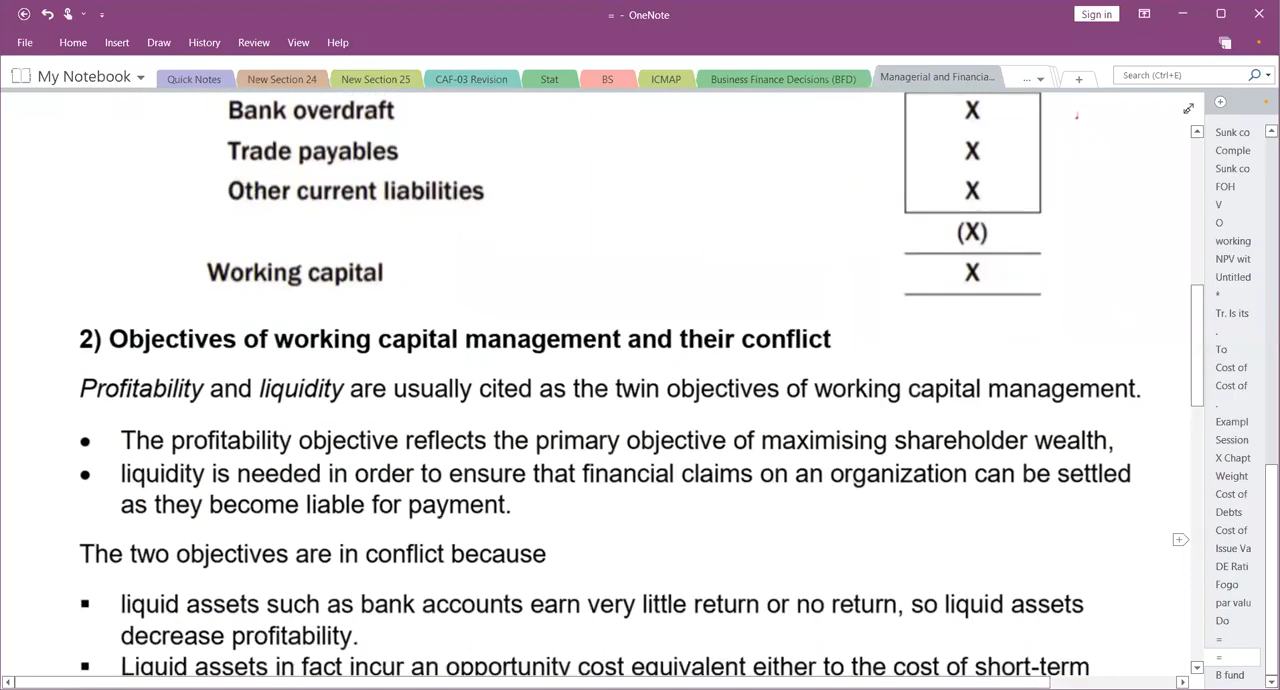 = - OneNote
Sign in
File Home Insert Draw History Review View Help
My Notebook Quick Notes New Section 24 New Section 25 CAF-03 Revision Stat BS ICMAP Business Finance Decisions (BFD) Managerial and Financia... ... + Search (Ctrl+E)
Bank overdraft X
Trade payables X
Other current liabilities X
(X)
Working capital X
2) Objectives of working capital management and their conflict
Profitability and liquidity are usually cited as the twin objectives of working capital management.
• The profitability objective reflects the primary objective of maximising shareholder wealth,
• liquidity is needed in order to ensure that financial claims on an organization can be settled
as they become liable for payment.
The two objectives are in conflict because
▪ liquid assets such as bank accounts earn very little return or no return, so liquid assets
decrease profitability.
▪ Liquid assets in fact incur an opportunity cost equivalent either to the cost of short-term
Sunk co
Comple
Sunk co
FOH
V
O
working
NPV wit
Untitled
*
Tr. Is its
.
To
Cost of
Cost of
.
Exampl
Session
X Chapt
Weight
Cost of
Debts
Cost of
Issue Va
DE Rati
Fogo
par valu
Do
=
=
B fund